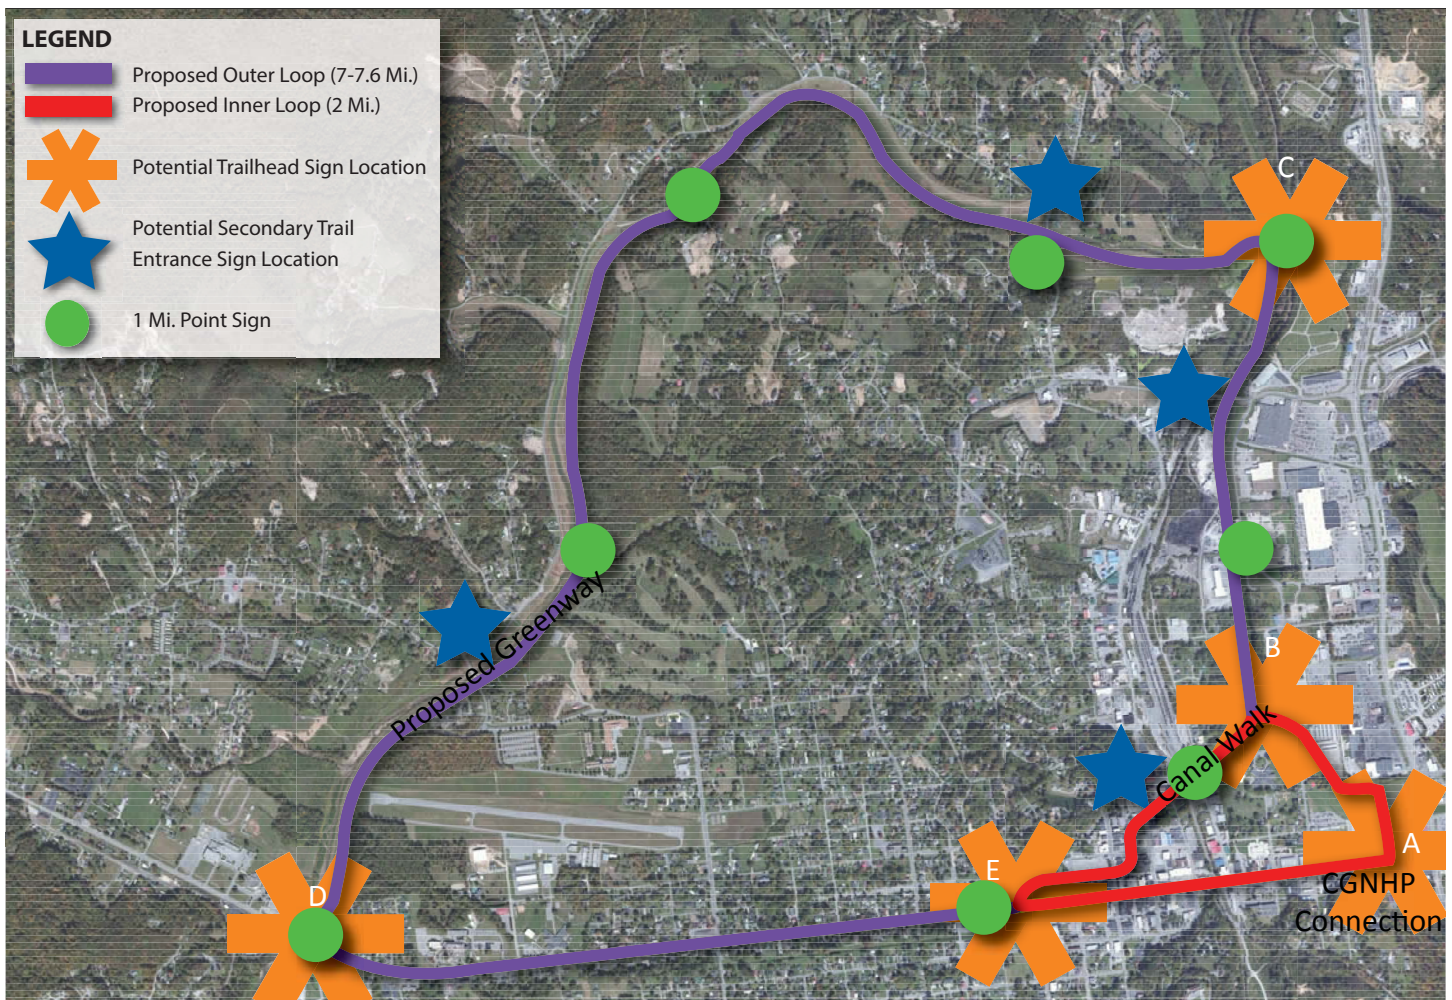 LEGEND
Proposed Outer Loop (7-7.6 Mi.)
Proposed Inner Loop (2 Mi.)
Potential Trailhead Sign Location
Potential Secondary Trail
Entrance Sign Location
1 Mi. Point Sign
C
Proposed Greenway
B
Canal Walk
A
CGNHP
Connection
E
D